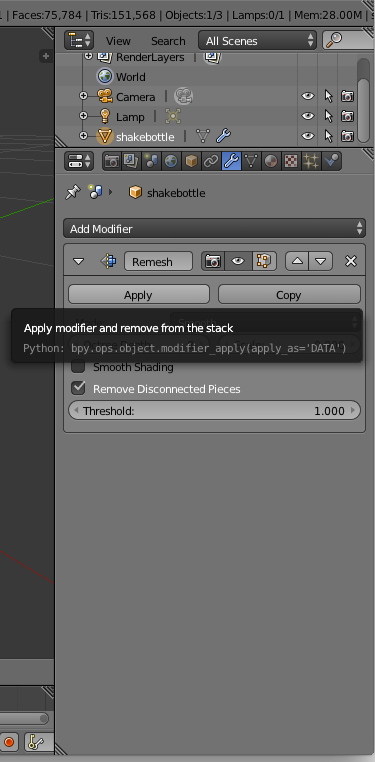 | Faces:75,784 | Tris:151,568 | Objects:1/3 | Lamps:0/1 | Mem:28.00M |
View Search All Scenes
RenderLayers
World
Camera
Lamp
shakebottle
shakebottle
Add Modifier
Remesh
Apply Copy
Apply modifier and remove from the stack
Python: bpy.ops.object.modifier_apply(apply_as='DATA')
Smooth Shading
Remove Disconnected Pieces
Threshold: 1.000